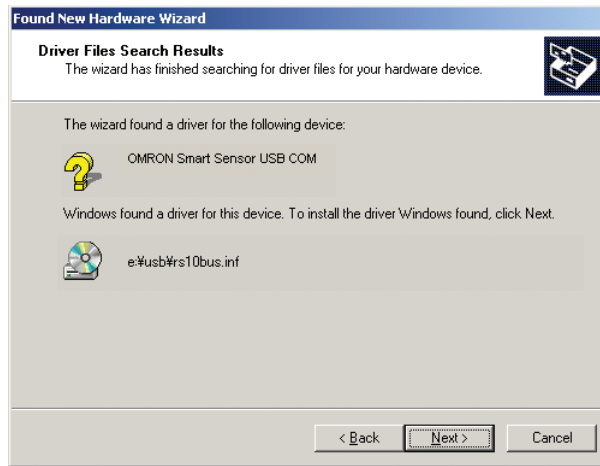 Found New Hardware Wizard
Driver Files Search Results
The wizard has finished searching for driver files for your hardware device.
The wizard found a driver for the following device:
OMRON Smart Sensor USB COM
Windows found a driver for this device. To install the driver Windows found, click Next.
e:¥usb¥rs10bus.inf
< Back Next > Cancel